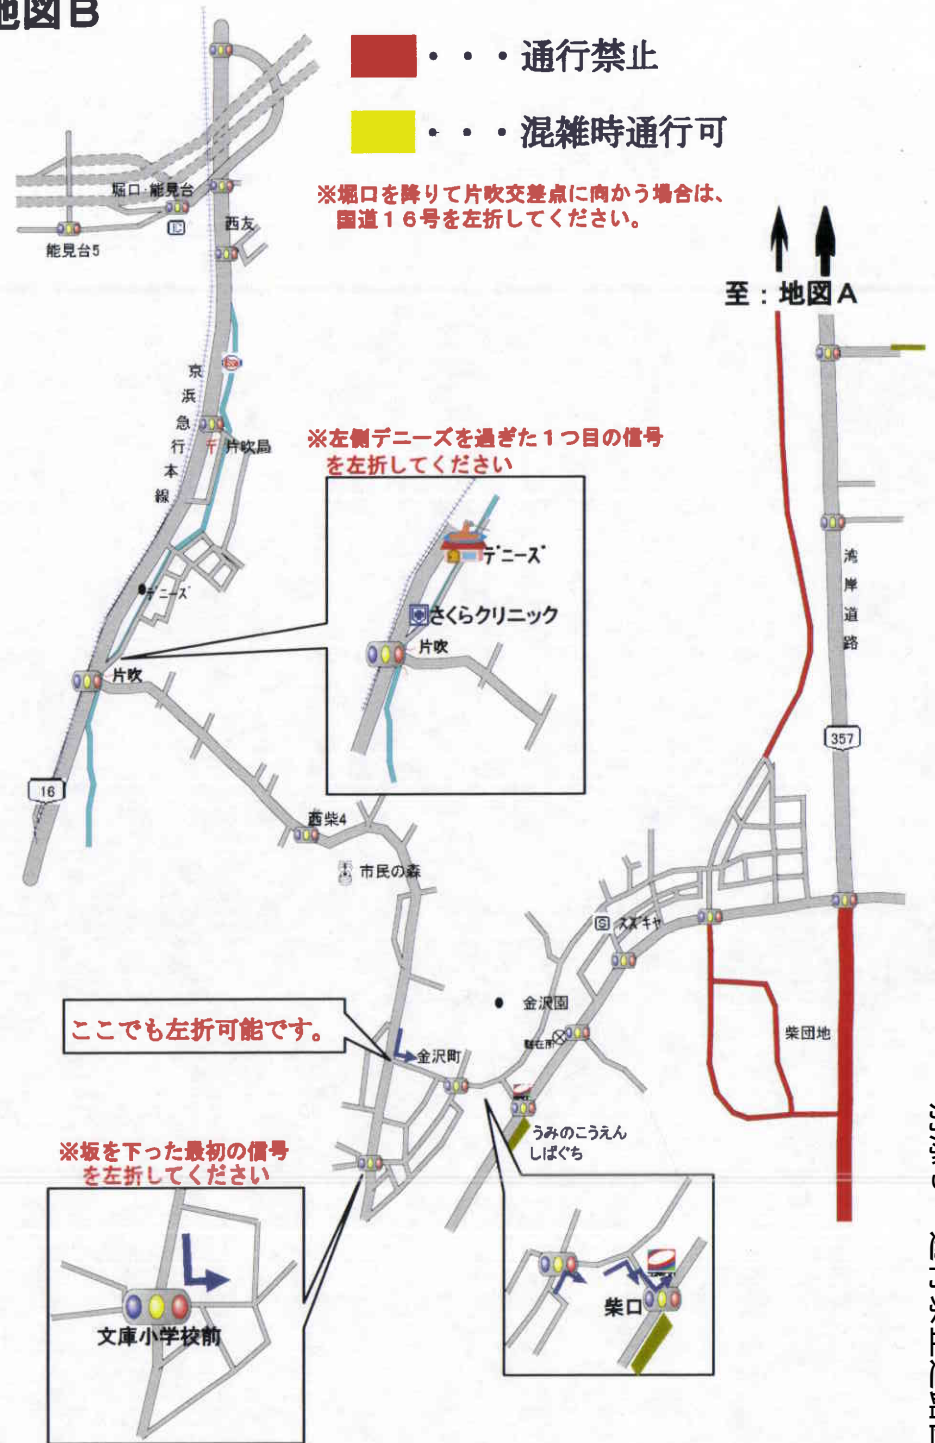 地図B
・・・通行禁止
・・・混雑時通行可
※堀口を降りて片吹交差点に向かう場合は、
国道16号を左折してください。
堀口・能見台
能見台5
西友
至：地図A
京浜急行本線
片吹局
※左側デニーズを過ぎた1つ目の信号
を左折してください
デニーズ
さくらクリニック
片吹
デニーズ
片吹
湾岸道路
357
16
西柴4
市民の森
スズキヤ
金沢園
駐在所
柴団地
ここでも左折可能です。
金沢町
うみのこうえん
しばぐち
※坂を下った最初の信号
を左折してください
文庫小学校前
柴口